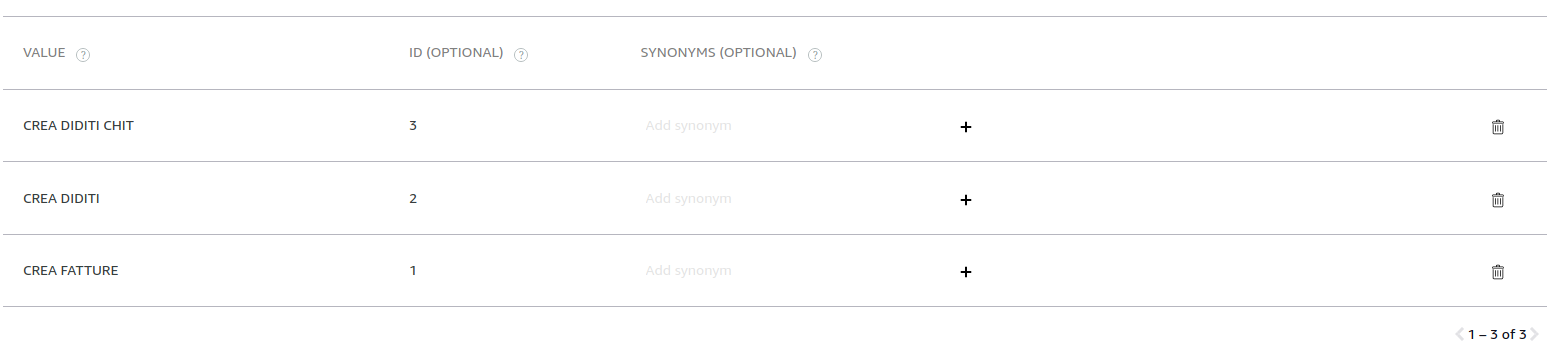 VALUE ? ID (OPTIONAL) ? SYNONYMS (OPTIONAL) ?
CREA DIDITI CHIT 3 Add synonym +
CREA DIDITI 2 Add synonym +
CREA FATTURE 1 Add synonym +
1 – 3 of 3